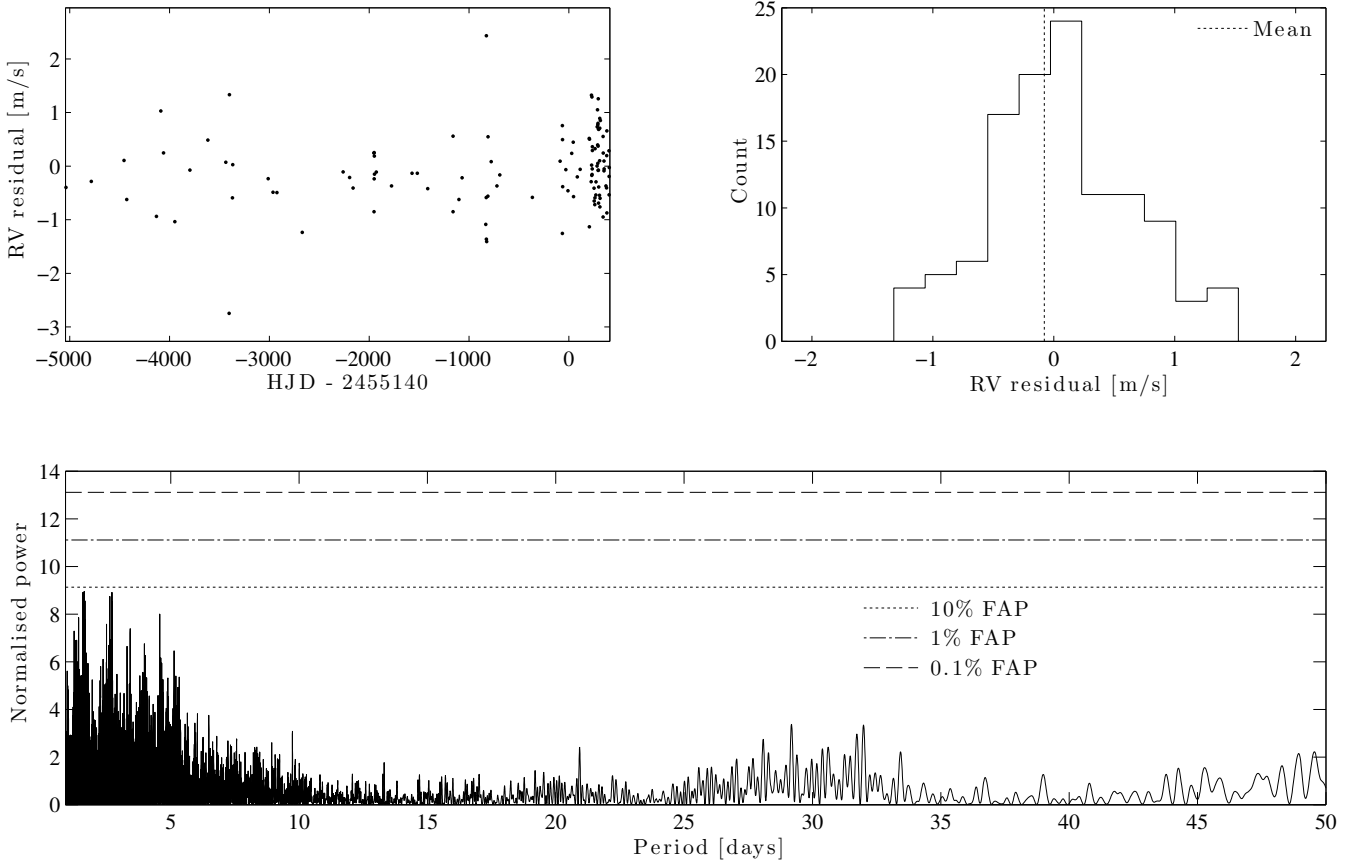 RV residual [m/s]
2
1
0
−1
−2
−3
−5000 −4000 −3000 −2000 −1000 0
HJD - 2455140
Count
25
20
15
10
5
0
Mean
−2 −1 0 1 2
RV residual [m/s]
Normalised power
14
12
10
8
6
4
2
0
10% FAP
1% FAP
0.1% FAP
5 10 15 20 25 30 35 40 45 50
Period [days]